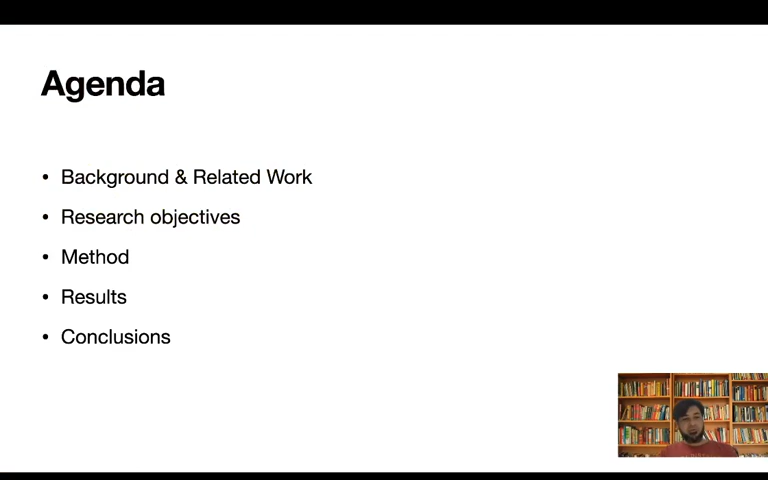 Agenda
• Background & Related Work
• Research objectives
• Method
• Results
• Conclusions